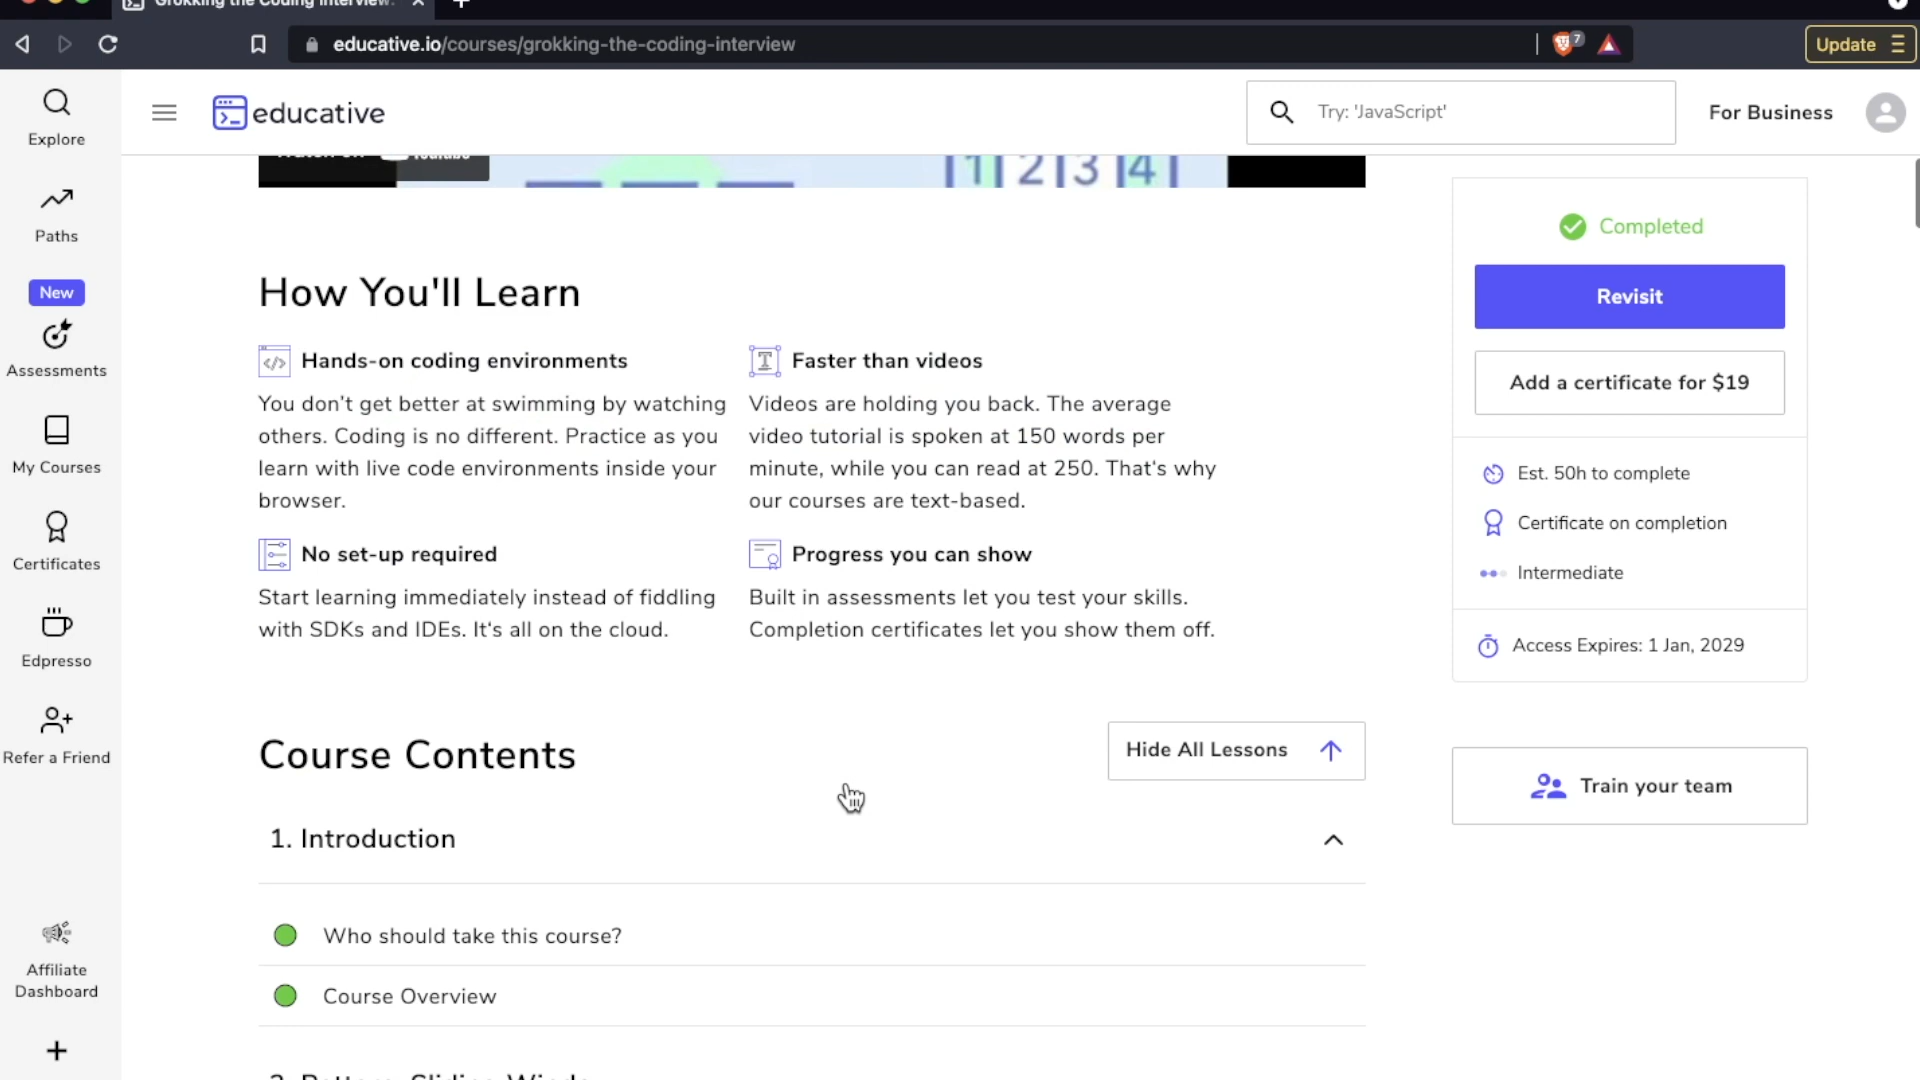 educative.io/courses/grokking-the-coding-interview
7
Update
Explore
Paths
New
Assessments
My Courses
Certificates
Edpresso
Refer a Friend
Affiliate
Dashboard
educative
Try: 'JavaScript'
For Business
1 2 3 4
How You'll Learn
Hands-on coding environments
You don't get better at swimming by watching
others. Coding is no different. Practice as you
learn with live code environments inside your
browser.
Faster than videos
Videos are holding you back. The average
video tutorial is spoken at 150 words per
minute, while you can read at 250. That's why
our courses are text-based.
No set-up required
Start learning immediately instead of fiddling
with SDKs and IDEs. It's all on the cloud.
Progress you can show
Built in assessments let you test your skills.
Completion certificates let you show them off.
Course Contents
Hide All Lessons
1. Introduction
Who should take this course?
Course Overview
Completed
Revisit
Add a certificate for $19
Est. 50h to complete
Certificate on completion
Intermediate
Access Expires: 1 Jan, 2029
Train your team